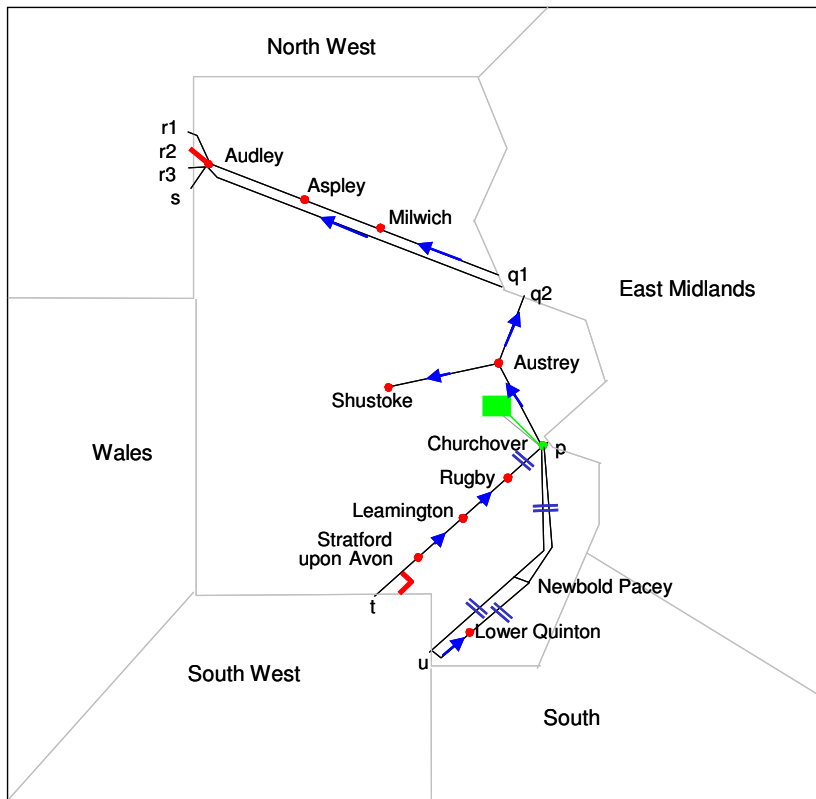 North West
r1
r2
Audley
r3
Aspley
s
Milwich
q1
q2
East Midlands
Austrey
Shustoke
Churchover
p
Wales
Rugby
Leamington
Stratford
upon Avon
Newbold Pacey
t
Lower Quinton
u
South West
South